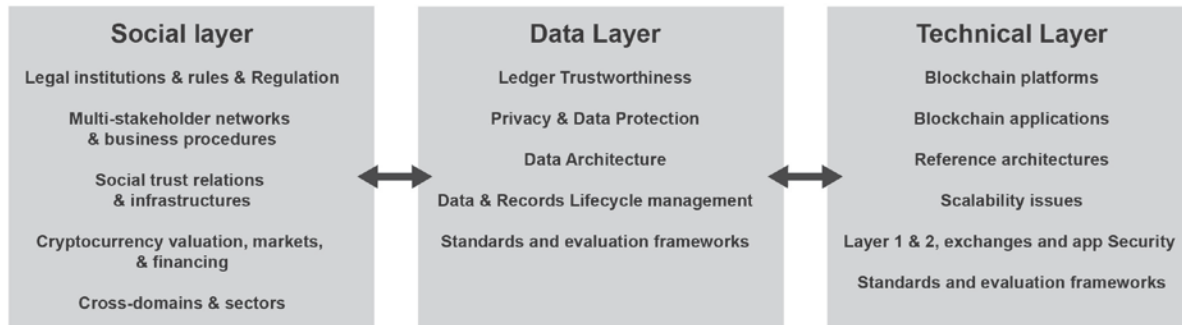 Social layer
Legal institutions & rules & Regulation
Multi-stakeholder networks
& business procedures
Social trust relations
& infrastructures
Cryptocurrency valuation, markets,
& financing
Cross-domains & sectors
Data Layer
Ledger Trustworthiness
Privacy & Data Protection
Data Architecture
Data & Records Lifecycle management
Standards and evaluation frameworks
Technical Layer
Blockchain platforms
Blockchain applications
Reference architectures
Scalability issues
Layer 1 & 2, exchanges and app Security
Standards and evaluation frameworks